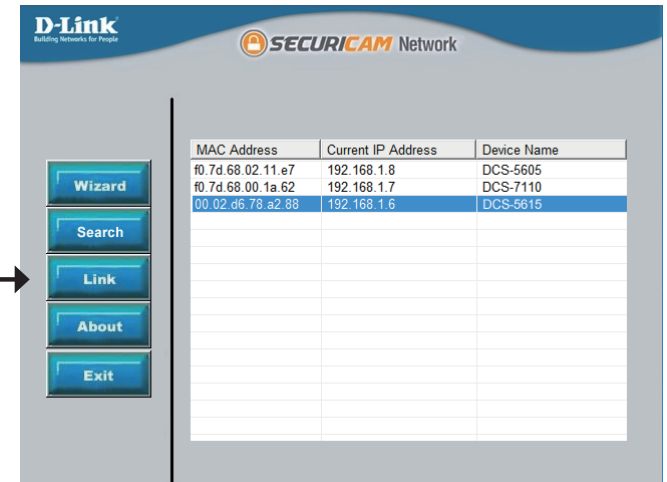 D-Link
Building Networks for People
SECURICAM Network
MAC Address Current IP Address Device Name
f0.7d.68.02.11.e7 192.168.1.8 DCS-5605
f0.7d.68.00.1a.62 192.168.1.7 DCS-7110
00.02.d6.78.a2.88 192.168.1.6 DCS-5615
Wizard
Search
Link
About
Exit